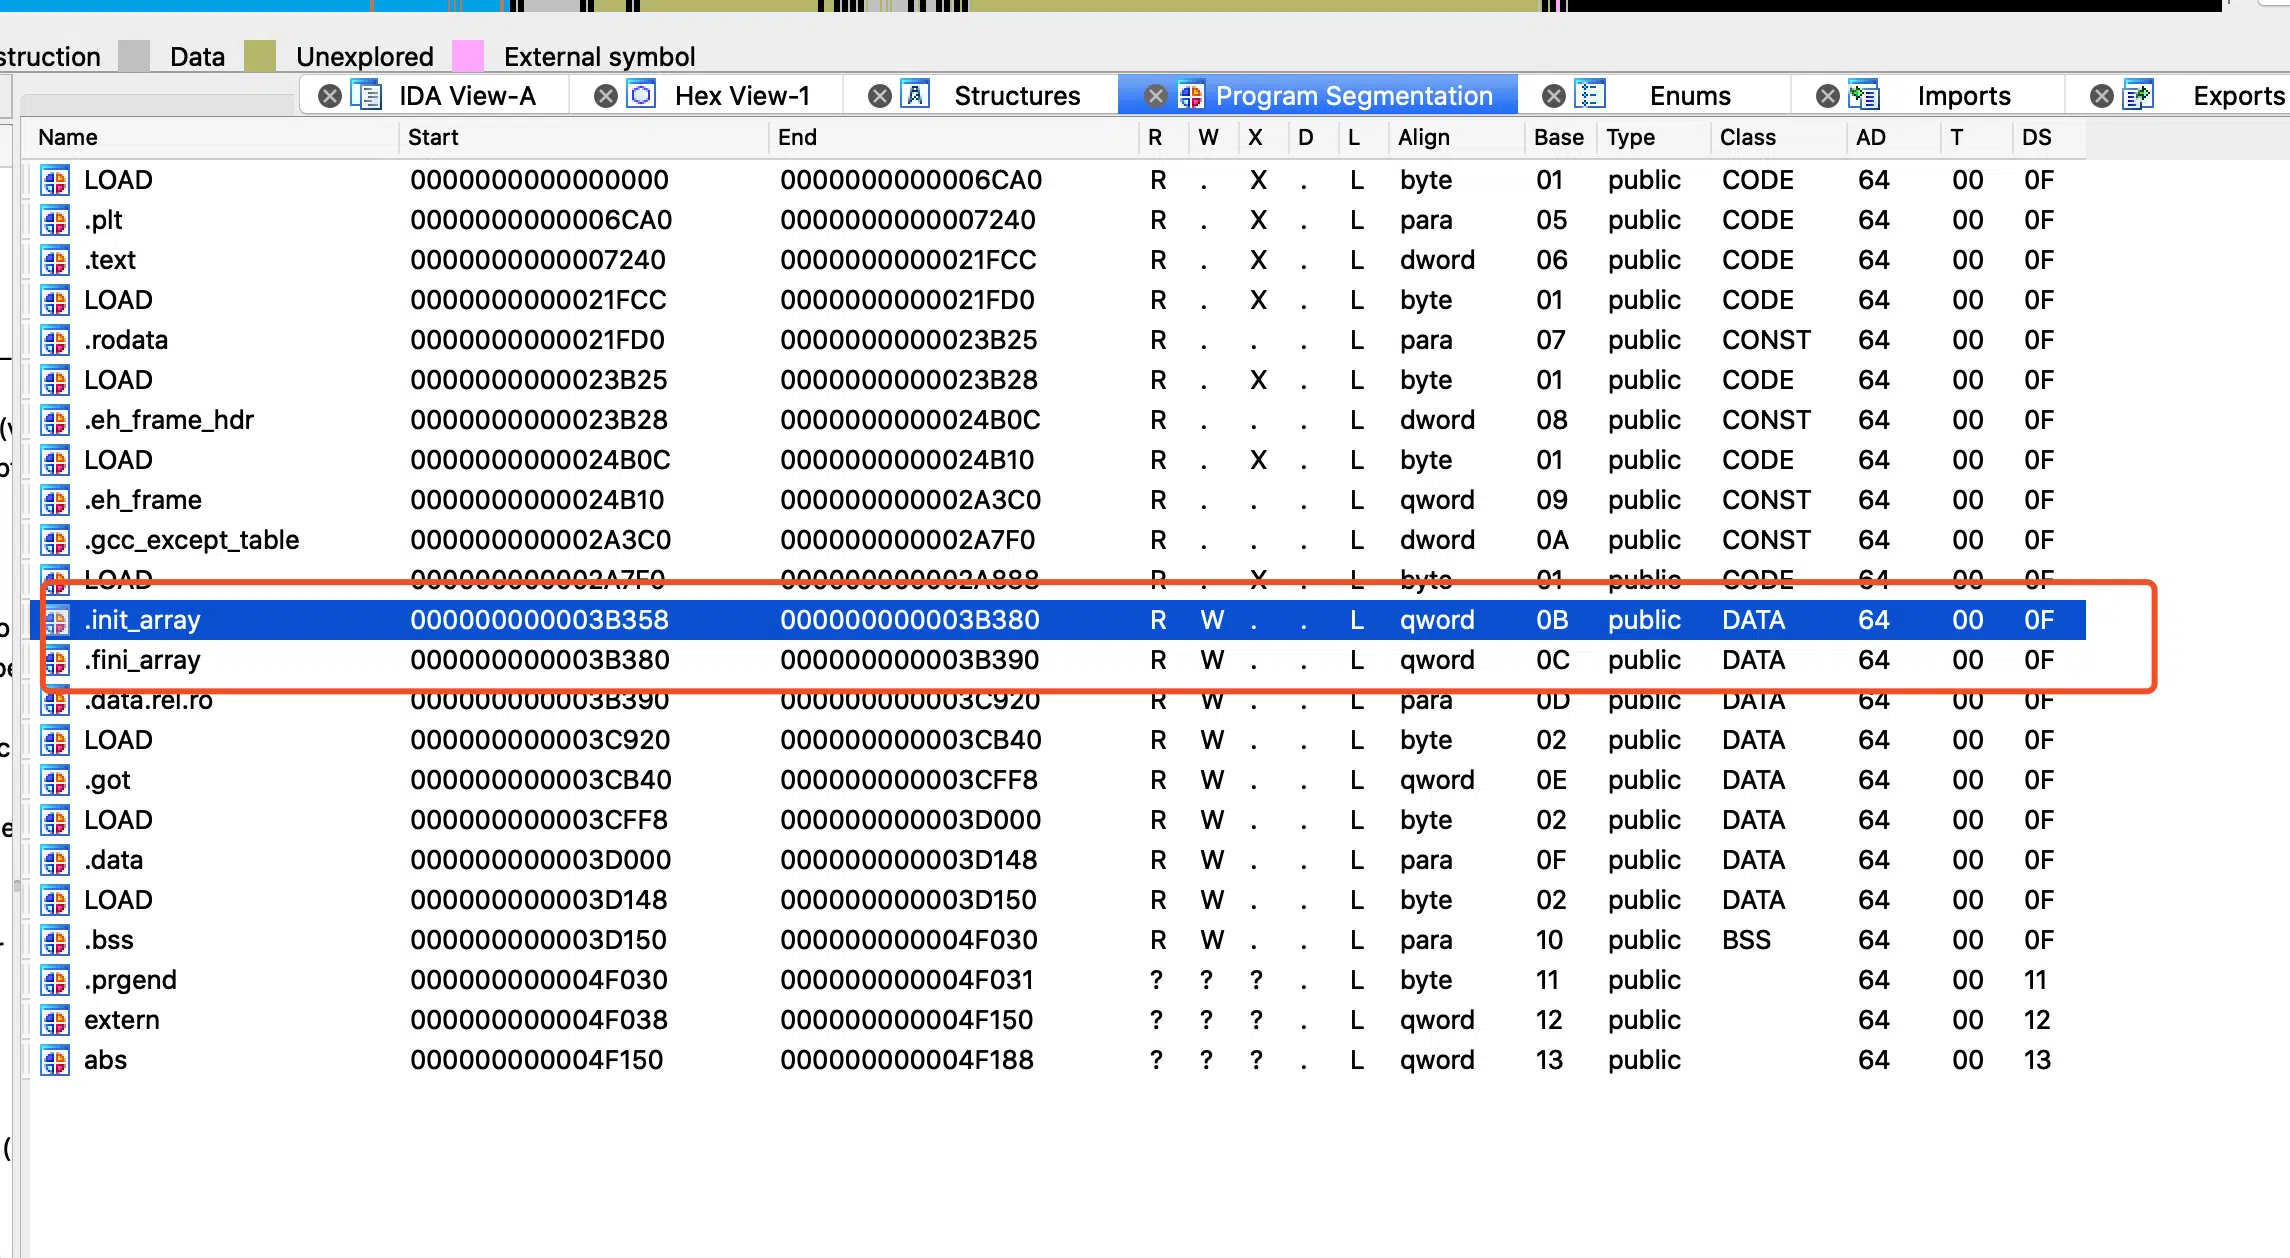 struction Data Unexplored External symbol
IDA View-A Hex View-1 Structures Program Segmentation Enums Imports Exports
Name Start End R W X D L Align Base Type Class AD T DS
LOAD 0000000000000000 0000000000006CA0 R . X . L byte 01 public CODE 64 00 0F
.plt 0000000000006CA0 0000000000007240 R . X . L para 05 public CODE 64 00 0F
.text 0000000000007240 0000000000021FCC R . X . L dword 06 public CODE 64 00 0F
LOAD 0000000000021FCC 0000000000021FD0 R . X . L byte 01 public CODE 64 00 0F
.rodata 0000000000021FD0 0000000000023B25 R . . . L para 07 public CONST 64 00 0F
LOAD 0000000000023B25 0000000000023B28 R . X . L byte 01 public CODE 64 00 0F
.eh_frame_hdr 0000000000023B28 0000000000024B0C R . . . L dword 08 public CONST 64 00 0F
LOAD 0000000000024B0C 0000000000024B10 R . X . L byte 01 public CODE 64 00 0F
.eh_frame 0000000000024B10 000000000002A3C0 R . . . L qword 09 public CONST 64 00 0F
.gcc_except_table 000000000002A3C0 000000000002A7F0 R . . . L dword 0A public CONST 64 00 0F
LOAD 000000000002A7F0 000000000002A888 R . X . L byte 01 public CODE 64 00 0F
.init_array 000000000003B358 000000000003B380 R W . . L qword 0B public DATA 64 00 0F
.fini_array 000000000003B380 000000000003B390 R W . . L qword 0C public DATA 64 00 0F
.data.rel.ro 000000000003B390 000000000003C920 R W . . L para 0D public DATA 64 00 0F
LOAD 000000000003C920 000000000003CB40 R W . . L byte 02 public DATA 64 00 0F
.got 000000000003CB40 000000000003CFF8 R W . . L qword 0E public DATA 64 00 0F
LOAD 000000000003CFF8 000000000003D000 R W . . L byte 02 public DATA 64 00 0F
.data 000000000003D000 000000000003D148 R W . . L para 0F public DATA 64 00 0F
LOAD 000000000003D148 000000000003D150 R W . . L byte 02 public DATA 64 00 0F
.bss 000000000003D150 000000000004F030 R W . . L para 10 public BSS 64 00 0F
.prgend 000000000004F030 000000000004F031 ? ? ? . L byte 11 public 64 00 11
extern 000000000004F038 000000000004F150 ? ? ? . L qword 12 public 64 00 12
abs 000000000004F150 000000000004F188 ? ? ? . L qword 13 public 64 00 13